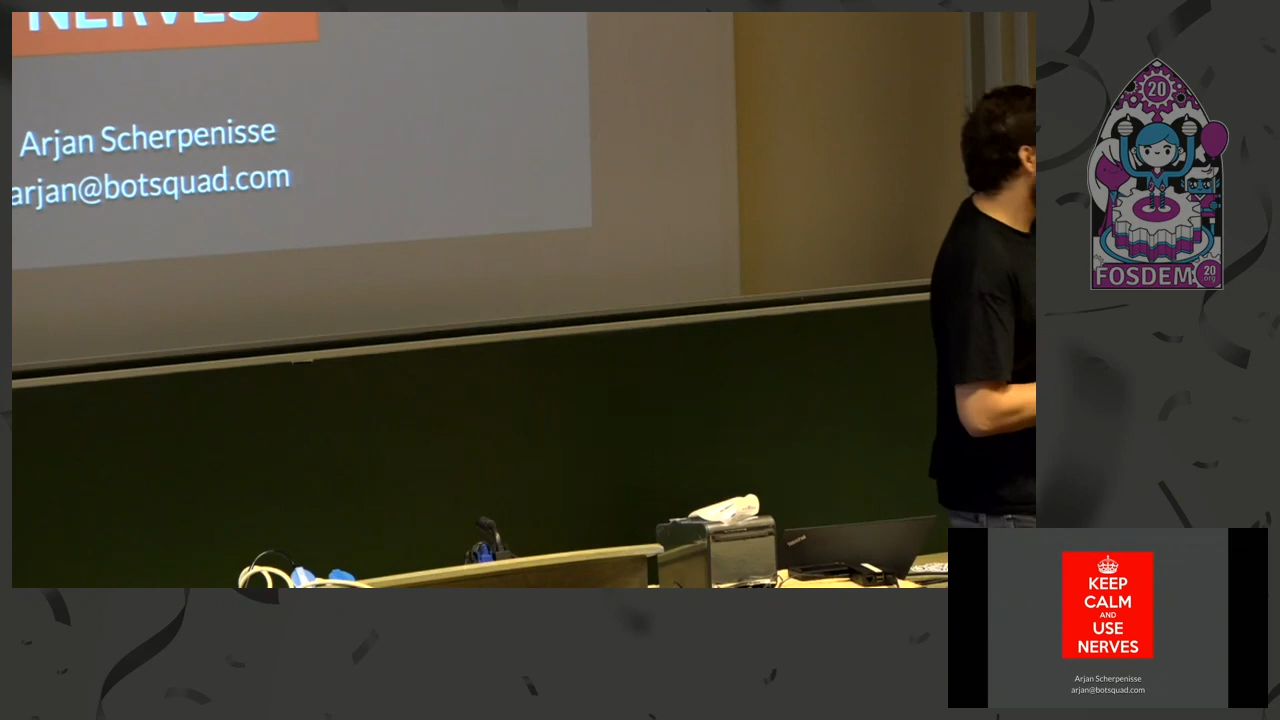 NERVES
Arjan Scherpenisse
arjan@botsquad.com
20
FOSDEM
20
.org
KEEP
CALM
AND
USE
NERVES
Arjan Scherpenisse
arjan@botsquad.com